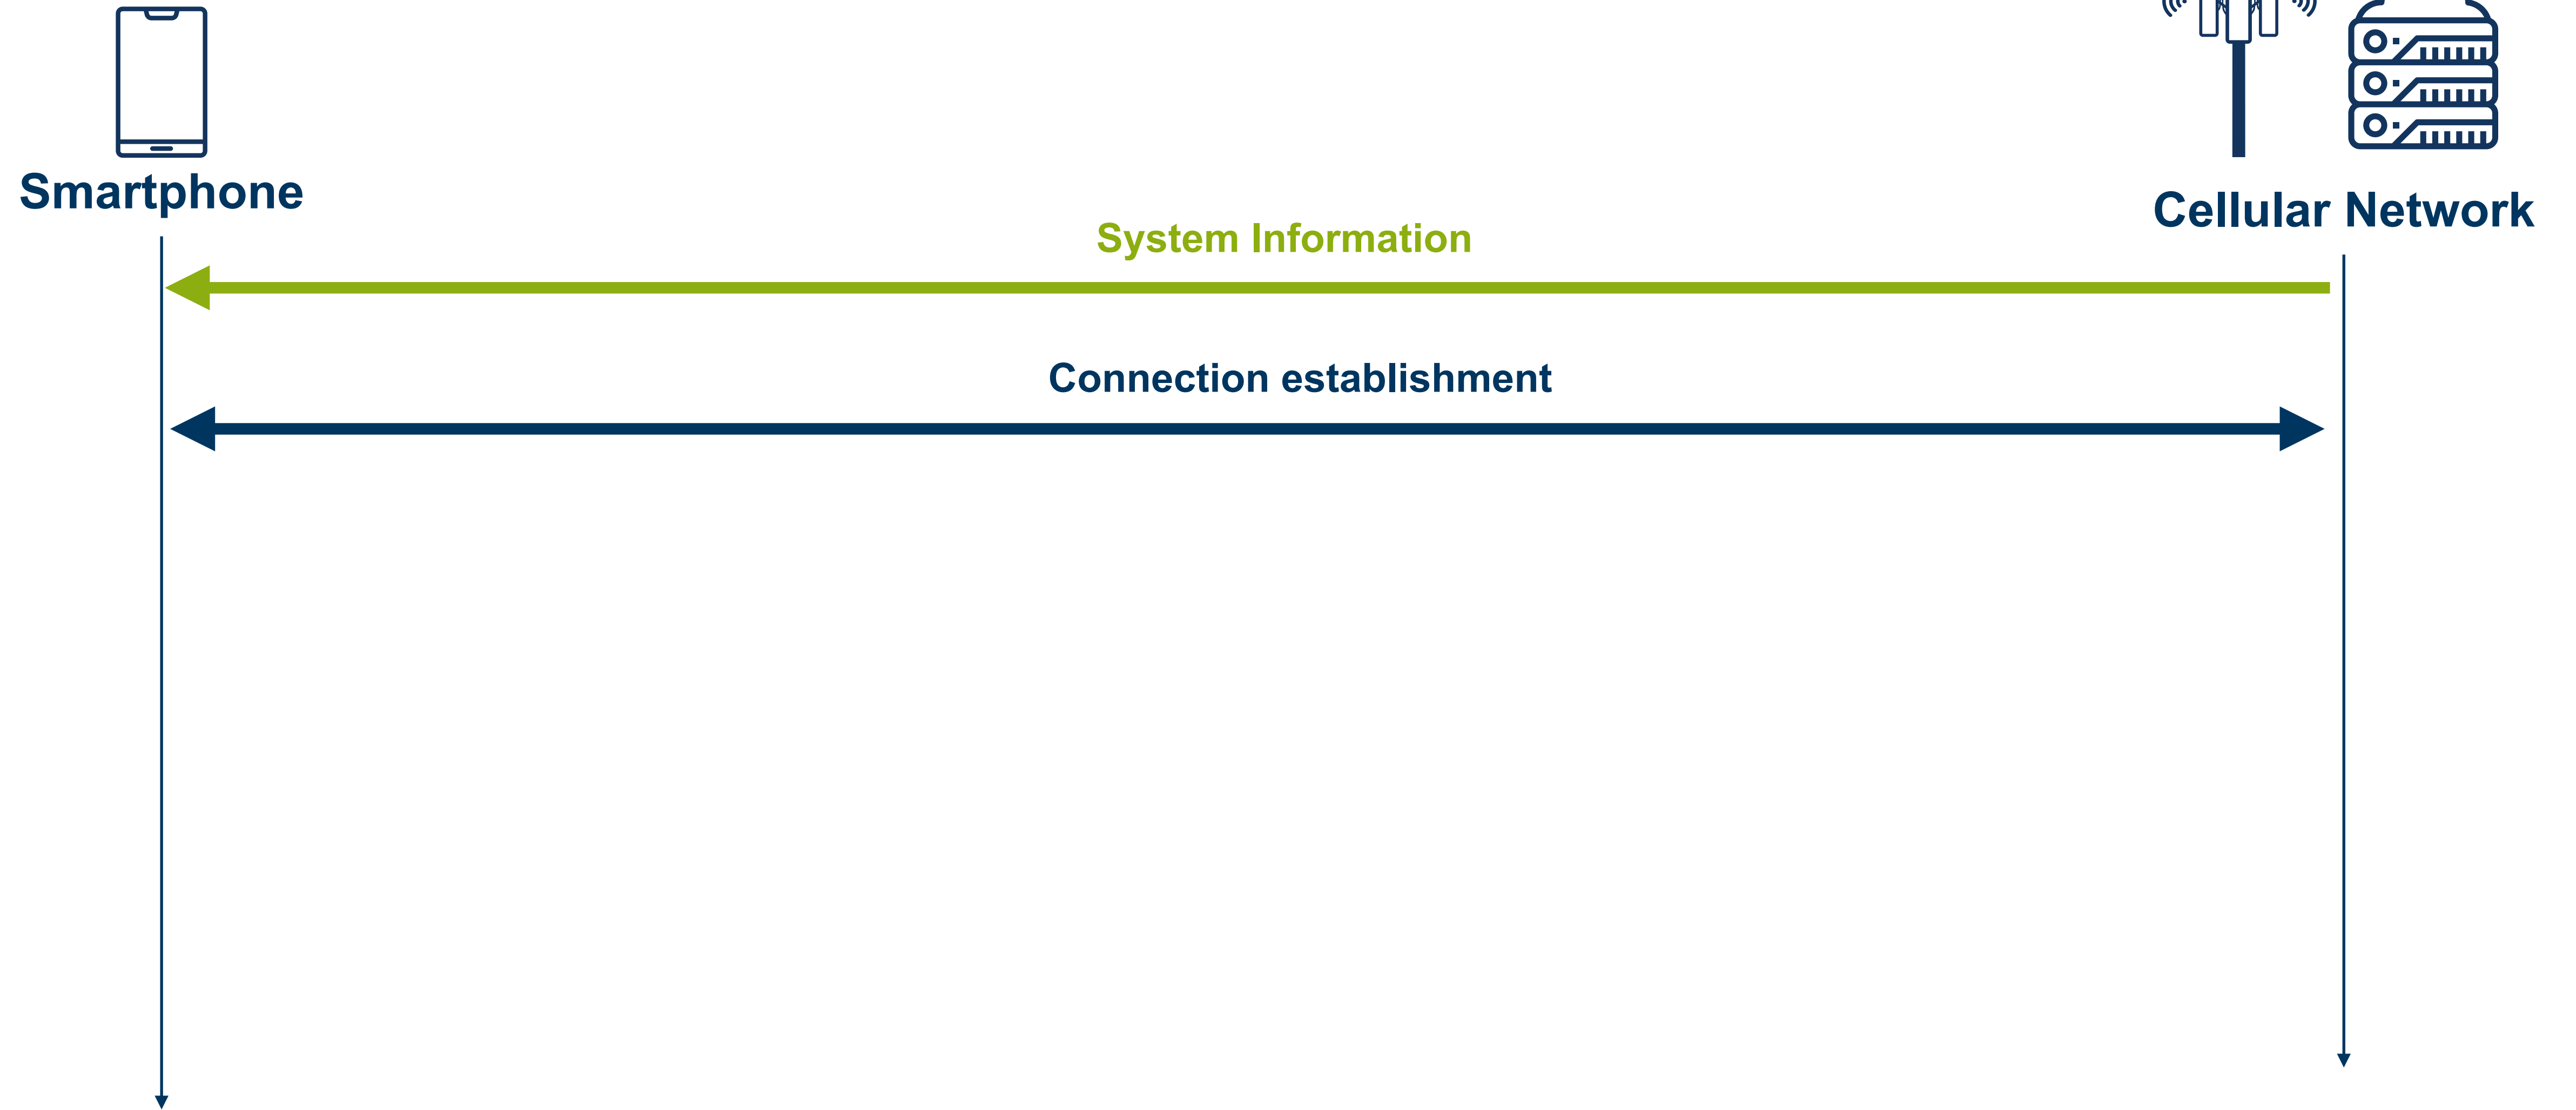 Smartphone
Cellular Network
System Information
Connection establishment